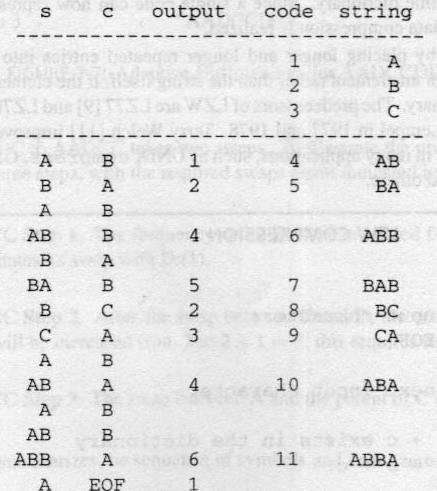 s c output code string
1 A
2 B
3 C
A B 1 4 AB
B A 2 5 BA
A B
AB B 4 6 ABB
B A
BA B 5 7 BAB
B C 2 8 BC
C A 3 9 CA
A B
AB A 4 10 ABA
A B
AB B
ABB A 6 11 ABBA
A EOF 1